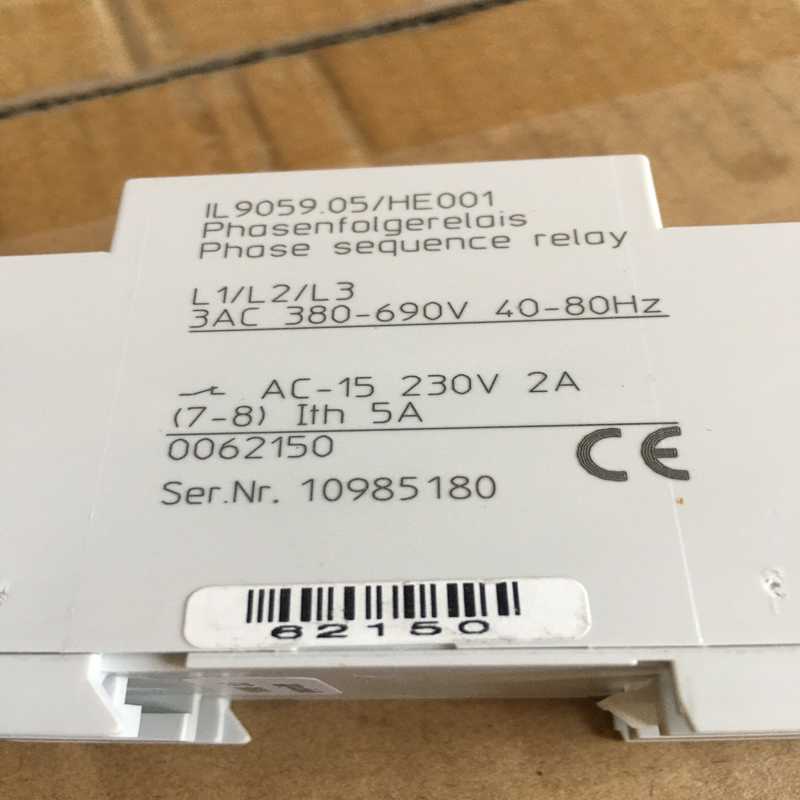 IL9059.05/HE001
Phasenfolgerelais
Phase sequence relay
L1/L2/L3
3AC 380-690V 40-80Hz
AC-15 230V 2A
(7-8) Ith 5A
0062150
CE
Ser.Nr. 10985180
62150